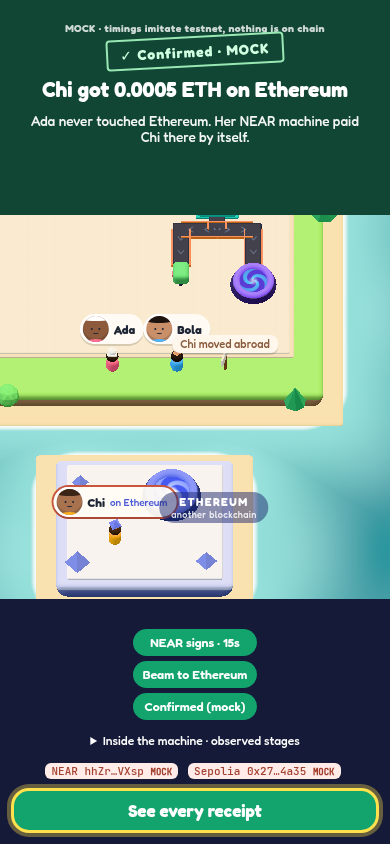 MOCK · timings imitate testnet, nothing is on chain
✓ Confirmed · MOCK
Chi got 0.0005 ETH on Ethereum
Ada never touched Ethereum. Her NEAR machine paid
Chi there by itself.
Ada
Bola
Chi moved abroad
Chi on Ethereum
ETHEREUM
another blockchain
NEAR signs · 15s
Beam to Ethereum
Confirmed (mock)
▶ Inside the machine · observed stages
NEAR hhZr…VXsp MOCK
Sepolia 0x27…4a35 MOCK
See every receipt